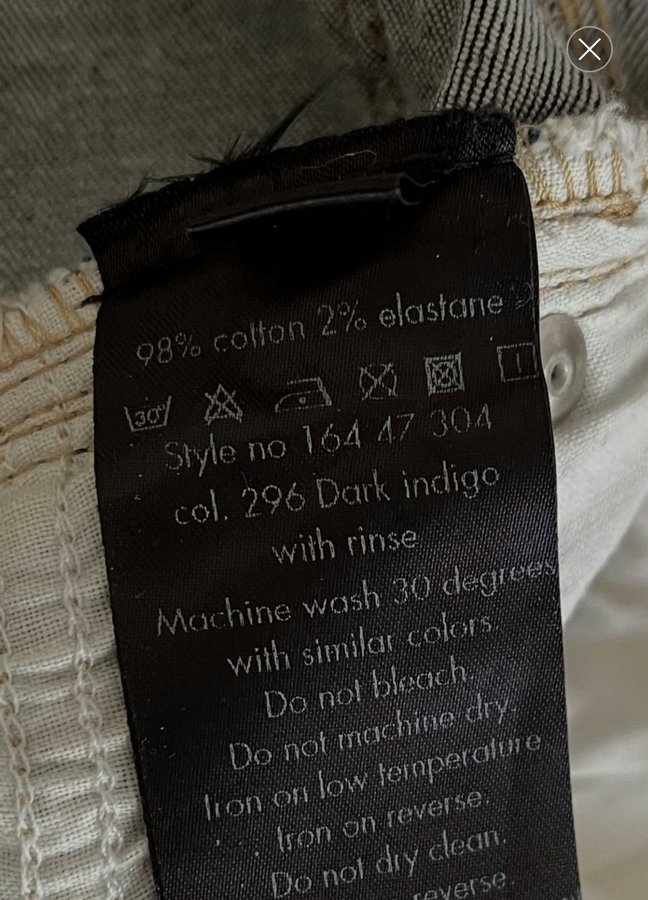 98% cotton 2% elastane
30°
Style no 164 47 304
col. 296 Dark indigo
with rinse
Machine wash 30 degrees
with similar colors.
Do not bleach.
Do not machine dry.
Iron on low temperature
Iron on reverse.
Do not dry clean.
reverse.